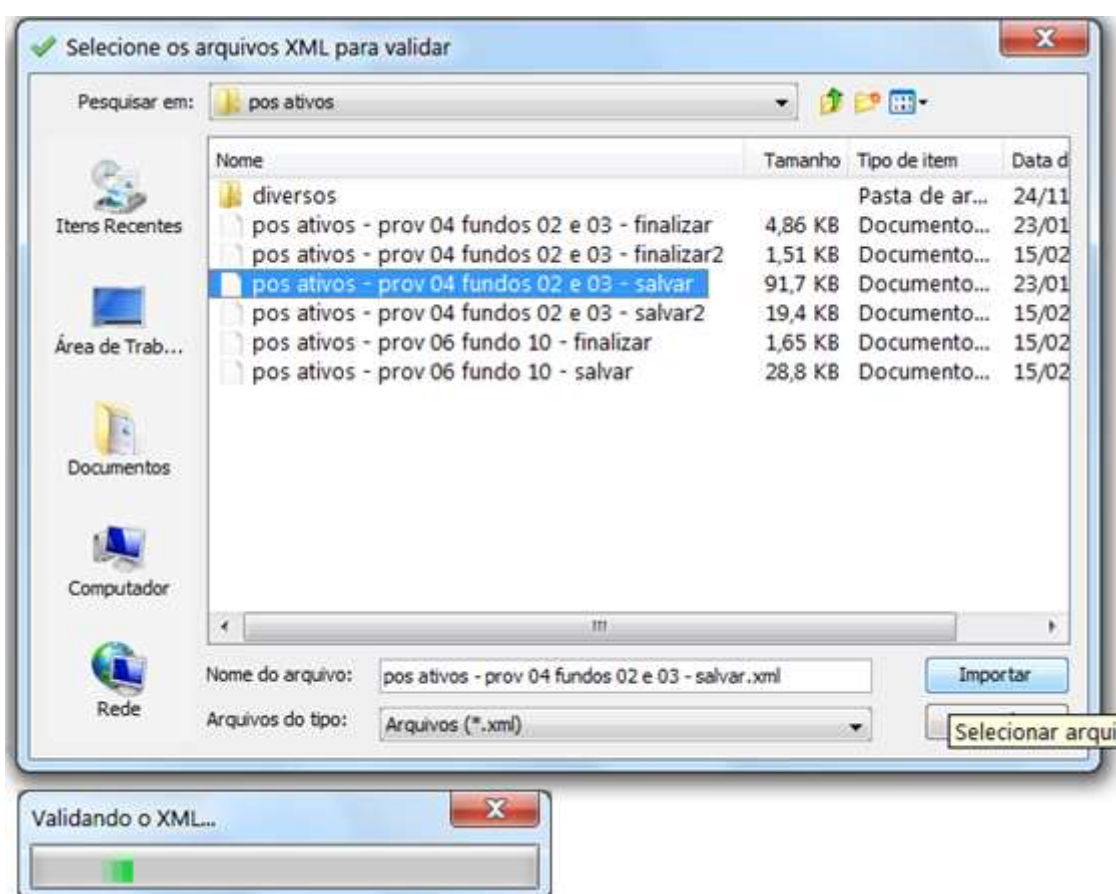 Selecione os arquivos XML para validar
Pesquisar em: pos ativos
Nome Tamanho Tipo de item Data d
diversos Pasta de ar... 24/11
pos ativos - prov 04 fundos 02 e 03 - finalizar 4,86 KB Documento... 23/01
pos ativos - prov 04 fundos 02 e 03 - finalizar2 1,51 KB Documento... 15/02
pos ativos - prov 04 fundos 02 e 03 - salvar 91,7 KB Documento... 23/01
pos ativos - prov 04 fundos 02 e 03 - salvar2 19,4 KB Documento... 15/02
pos ativos - prov 06 fundo 10 - finalizar 1,65 KB Documento... 15/02
pos ativos - prov 06 fundo 10 - salvar 28,8 KB Documento... 15/02
Itens Recentes
Área de Trab...
Documentos
Computador
Rede
Nome do arquivo: pos ativos - prov 04 fundos 02 e 03 - salvar.xml Importar
Arquivos do tipo: Arquivos (*.xml)
Selecionar arqui
Validando o XML...